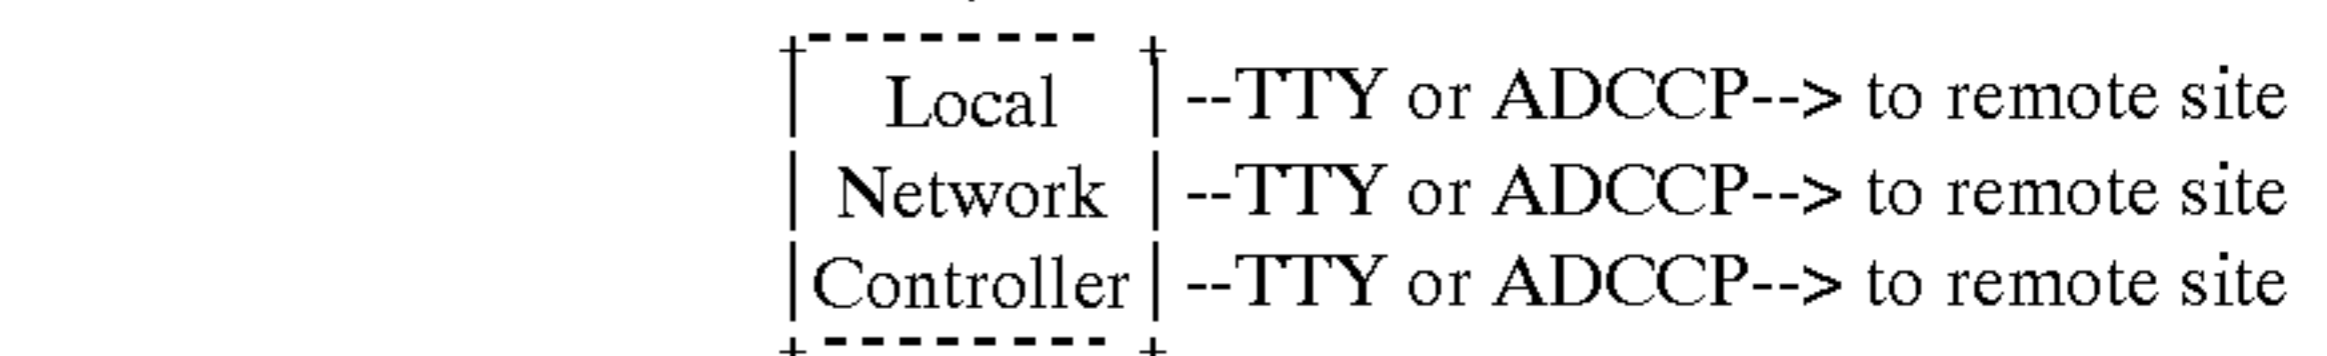 +--------- +
| Local | --TTY or ADCCP--> to remote site
| Network | --TTY or ADCCP--> to remote site
|Controller| --TTY or ADCCP--> to remote site
+ -------- +